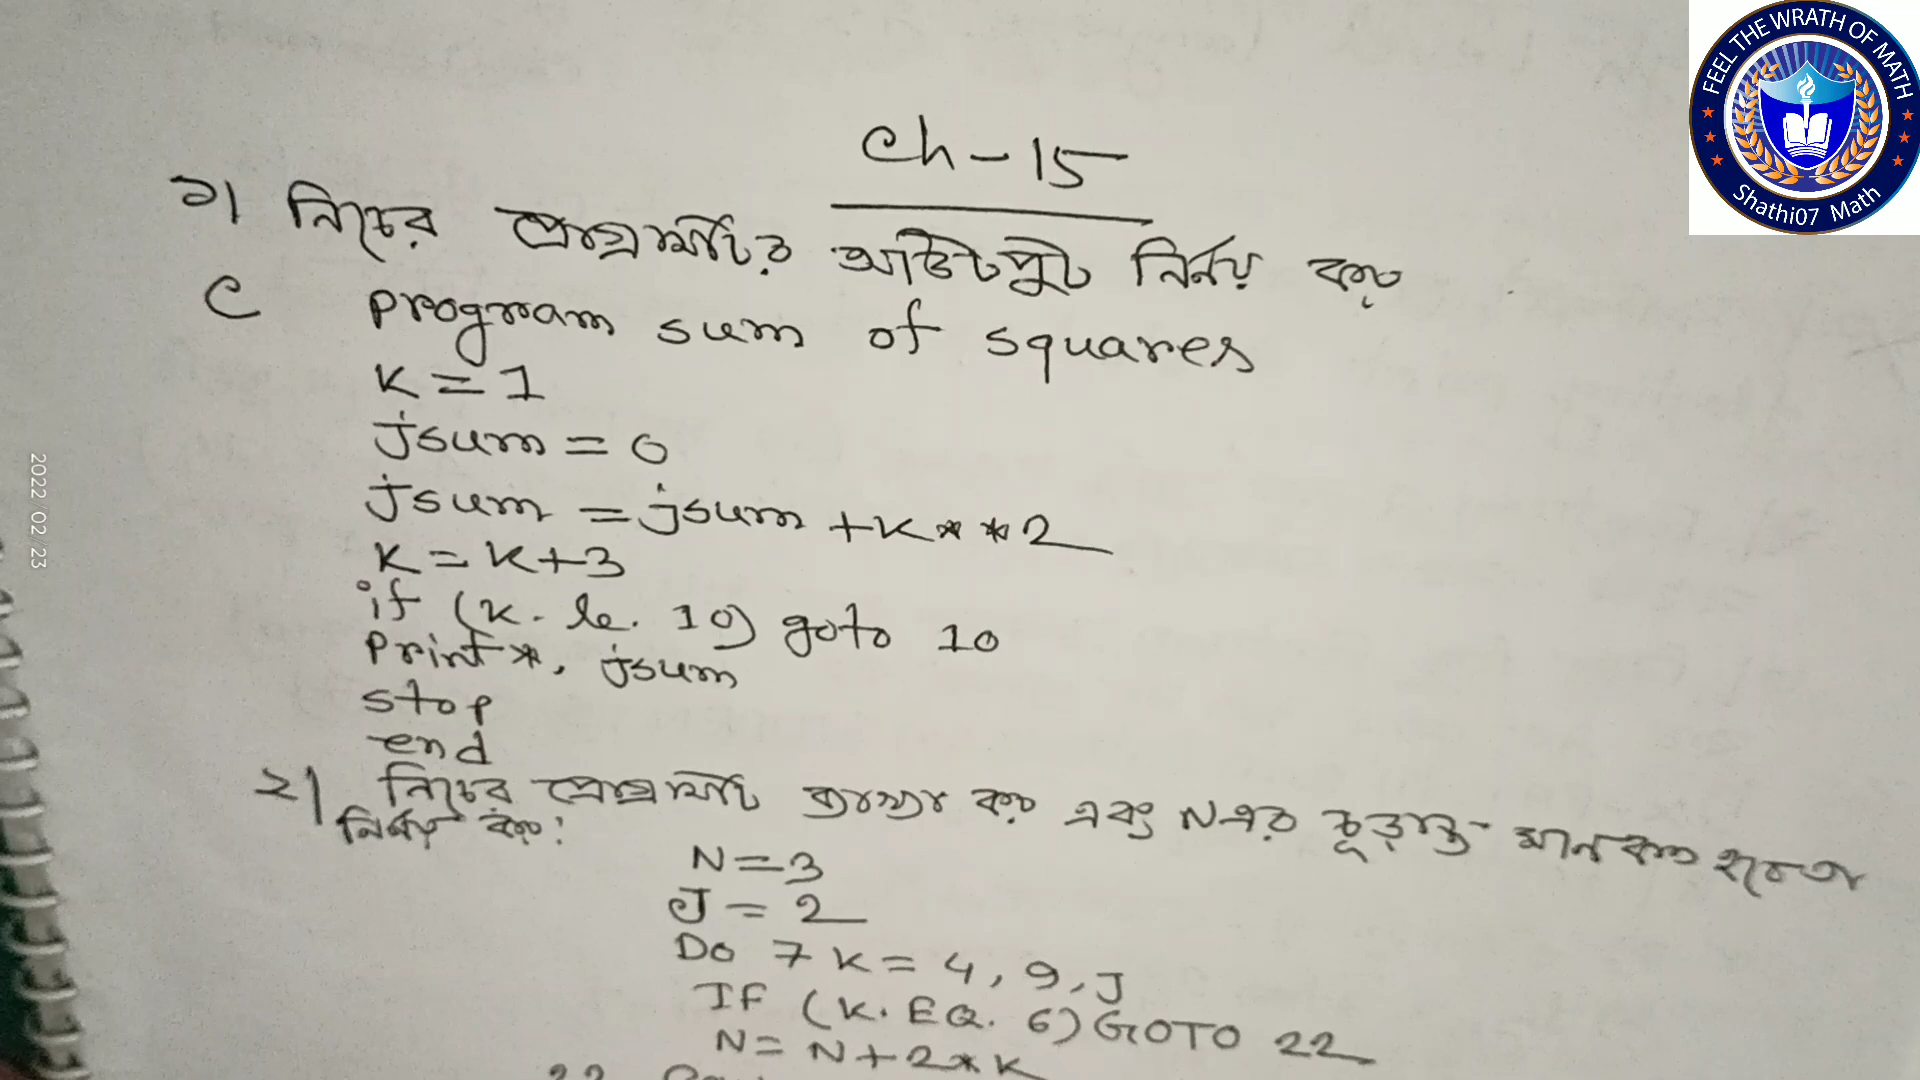 FEEL THE WRATH OF MATH
Shathi07 Math
2022/02/23
Ch-15
১। নিচের প্রোগ্রামটির আউটপুট নির্ণয় কর
C program sum of squares
K = 1
jsum = 0
jsum = jsum + K**2
K = K+3
if (K. le. 10) goto 10
Print*, jsum
stop
end
২। নিচের প্রোগ্রামটি কর এবং N এর চূড়ান্ত মান কত হবে তা
নির্ণয় কর:
N=3
J = 2
Do 7 K = 4, 9, J
IF (K. EQ. 6) GOTO 22
N= N+2*K
22